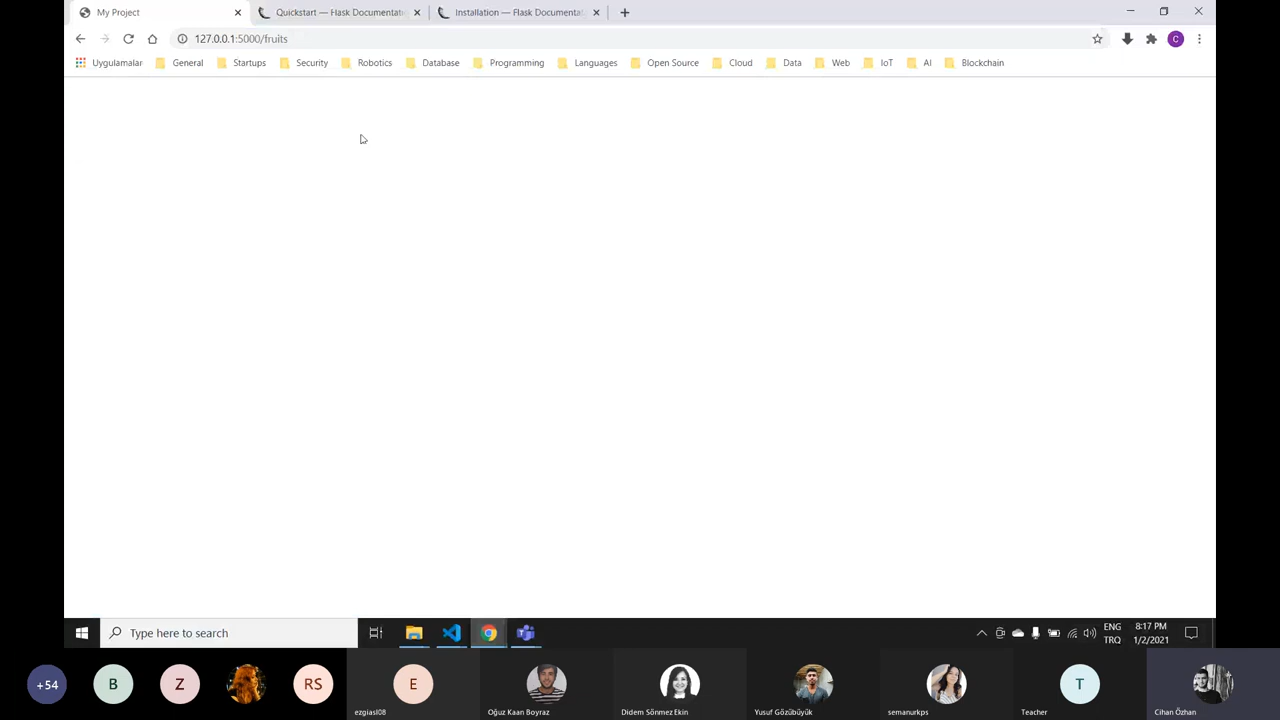 My Project
Quickstart — Flask Documentati
Installation — Flask Documentat
127.0.0.1:5000/fruits
C
Uygulamalar
General
Startups
Security
Robotics
Database
Programming
Languages
Open Source
Cloud
Data
Web
IoT
AI
Blockchain
Type here to search
ENG
TRQ
8:17 PM
1/2/2021
+54
B
Z
RS
E
T
ezgiasl08
Oğuz Kaan Boyraz
Didem Sönmez Ekin
Yusuf Gözübüyük
semanurkps
Teacher
Cihan Özhan